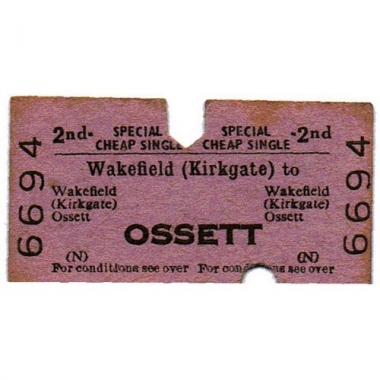 6694
2nd- SPECIAL SPECIAL -2nd
CHEAP SINGLE CHEAP SINGLE
Wakefield (Kirkgate) to
Wakefield Wakefield
(Kirkgate) (Kirkgate)
Ossett Ossett
OSSETT
(N) (N)
For conditions see over For conditions see over
6694